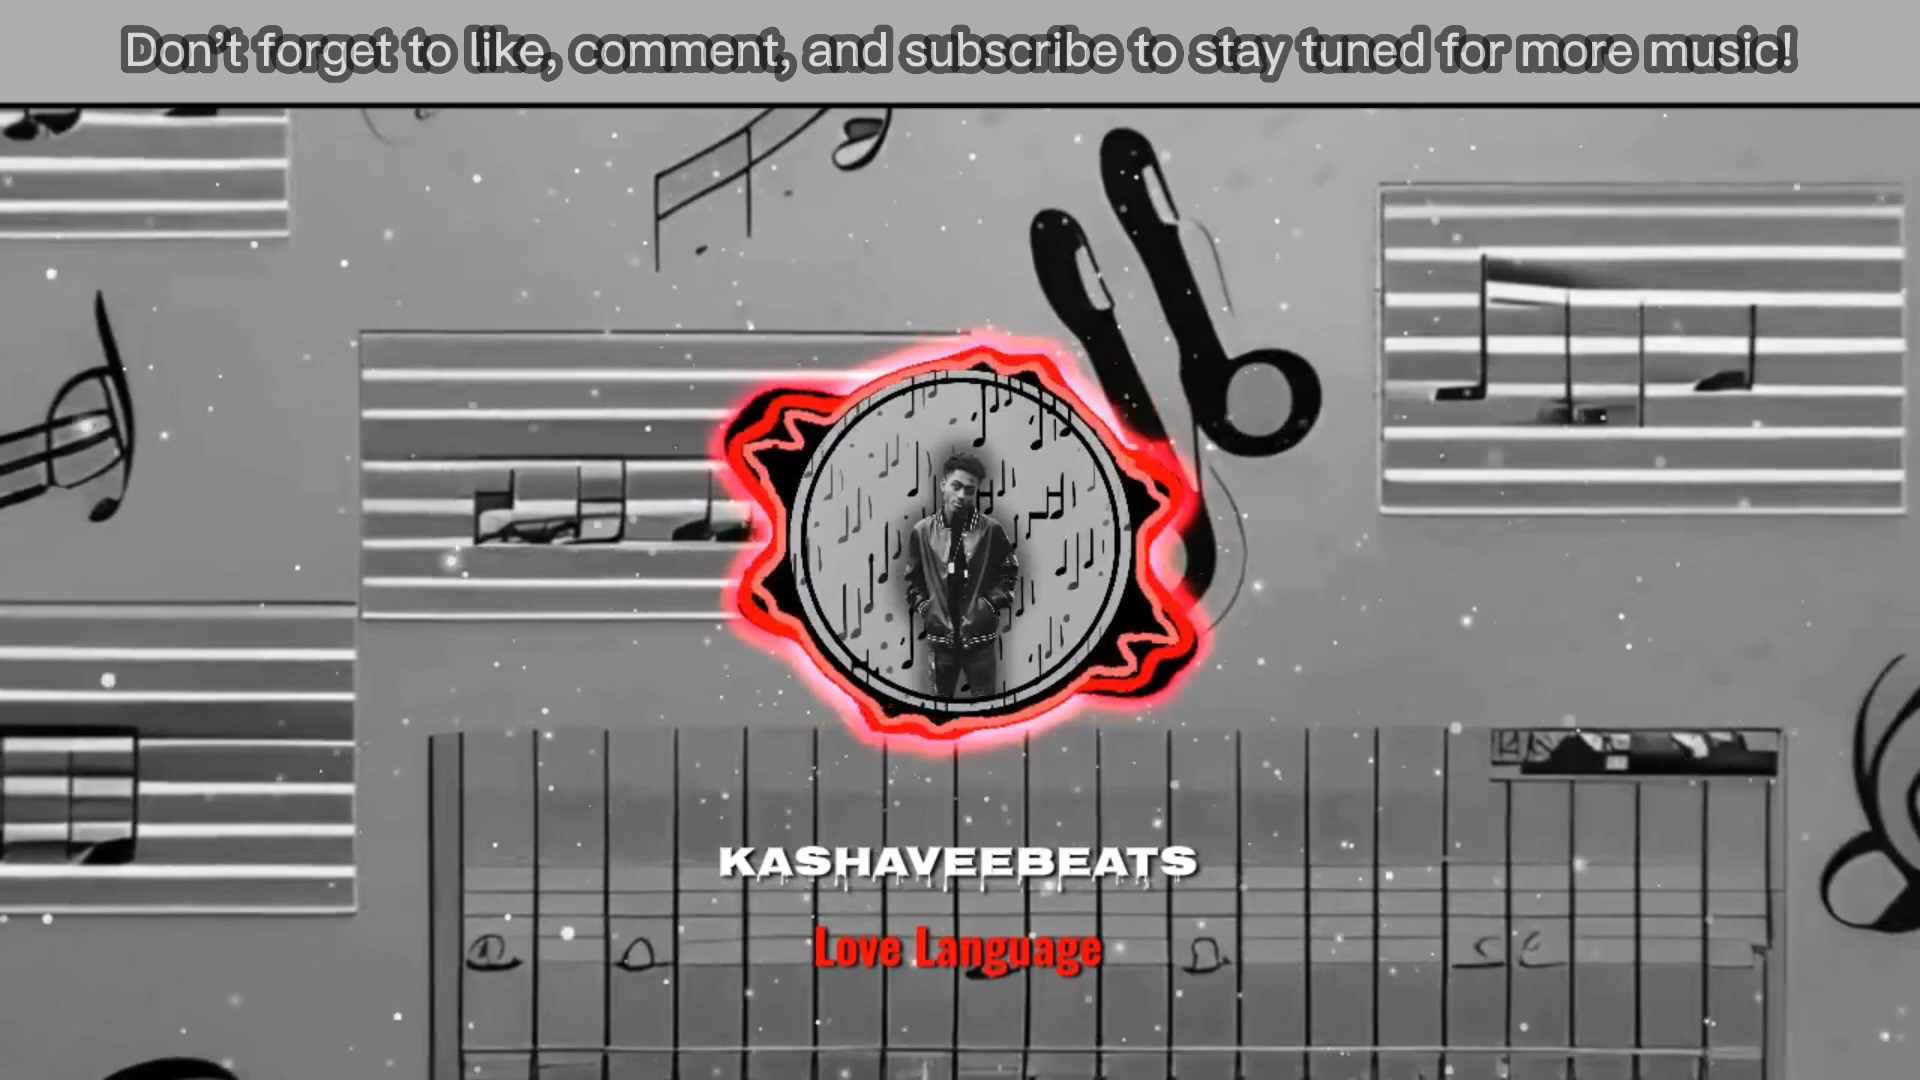 Don't forget to like, comment, and subscribe to stay tuned for more music!
KASHAVEEBEATS
Love Language